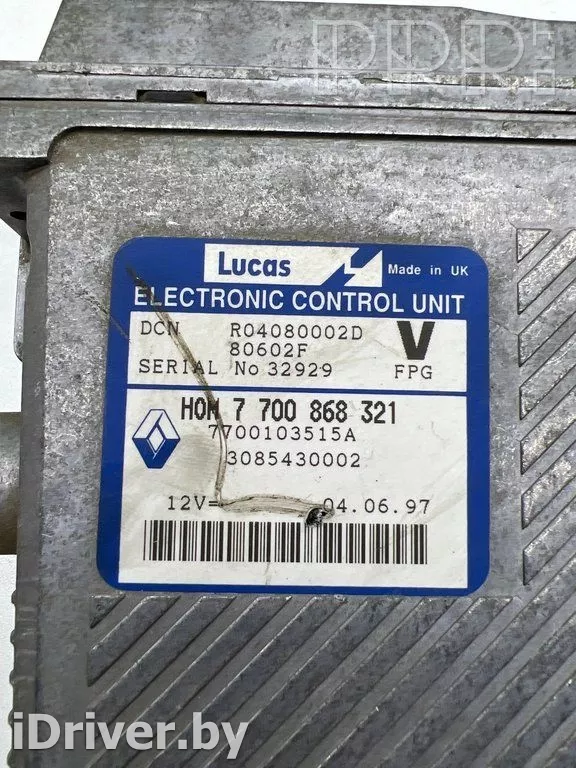 RRR
Lucas
Made in UK
ELECTRONIC CONTROL UNIT
DCN R04080002D V
80602F
SERIAL No 32929 FPG
HOM 7 700 868 321
7700103515A
3085430002
12V= 04.06.97
iDriver.by